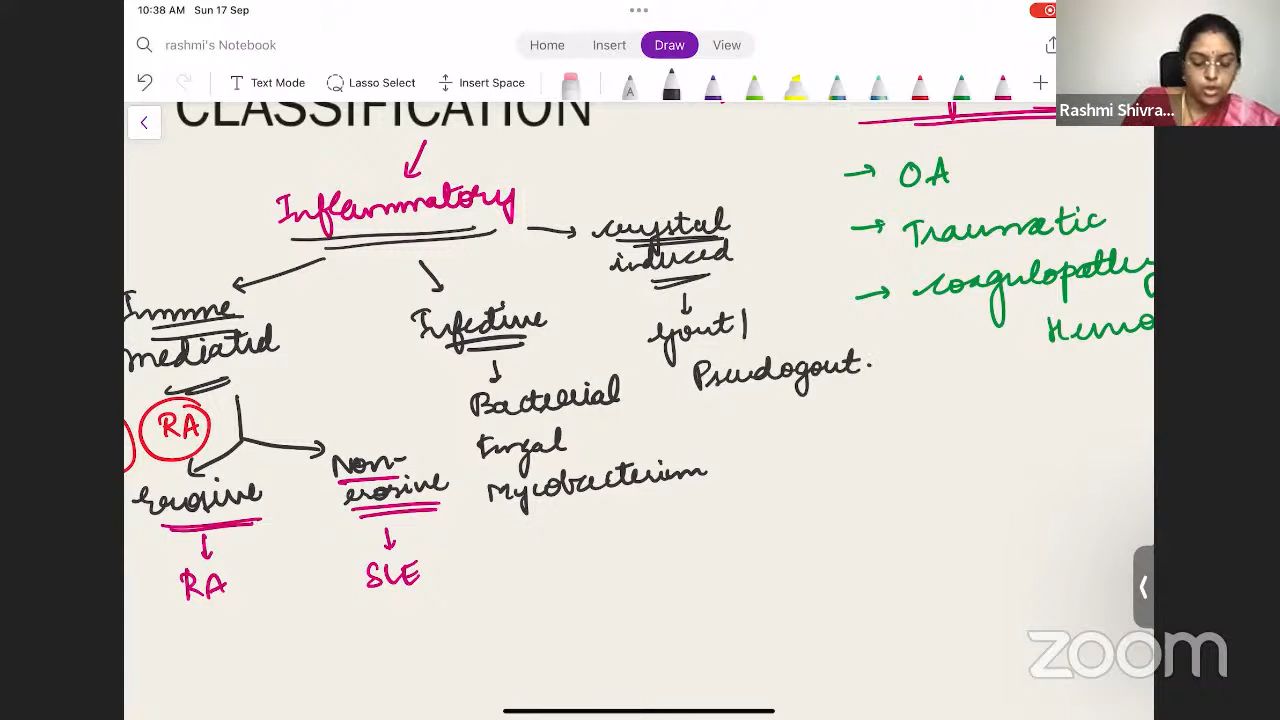 10:38 AM Sun 17 Sep
rashmi's Notebook
Home Insert Draw View
Text Mode Lasso Select Insert Space
A
CLASSIFICATION
Inflammatory
Immune
mediated
RA
erosive
RA
Non-
erosive
SLE
Infective
Bacterial
Fungal
Mycobacterium
crystal
induced
Gout/
Pseudogout.
→ OA
→ Traumatic
→ Coagulopathy
Hemo
Rashmi Shivra...
zoom